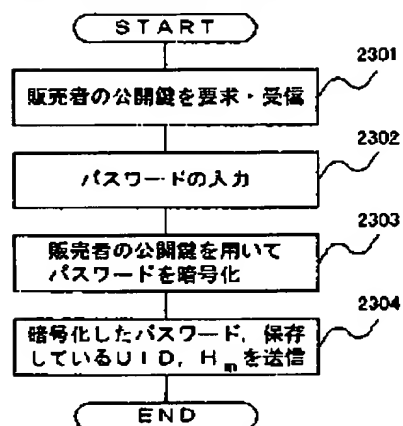 START
2301
販売者の公開鍵を要求・受信
2302
パスワードの入力
2303
販売者の公開鍵を用いて
パスワードを暗号化
2304
暗号化したパスワード，保存
しているUID，Hmを送信
END